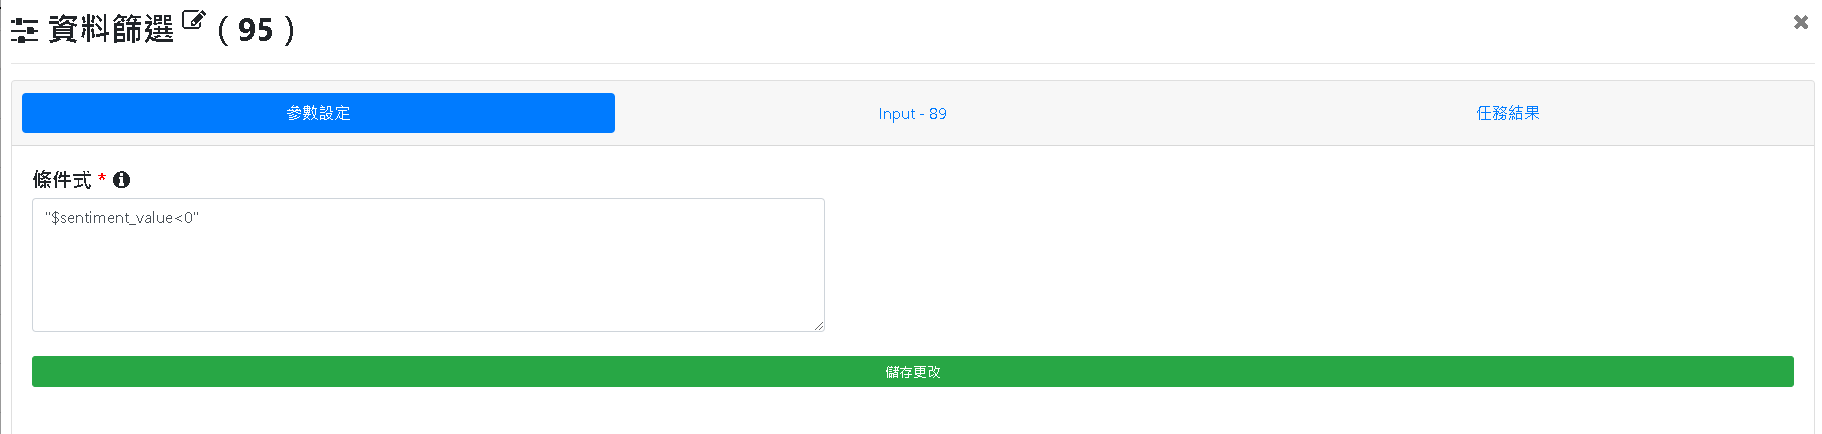 資料篩選 ( 95 )
參數設定
Input - 89
任務結果
條件式 *
"$sentiment_value<0"
儲存更改